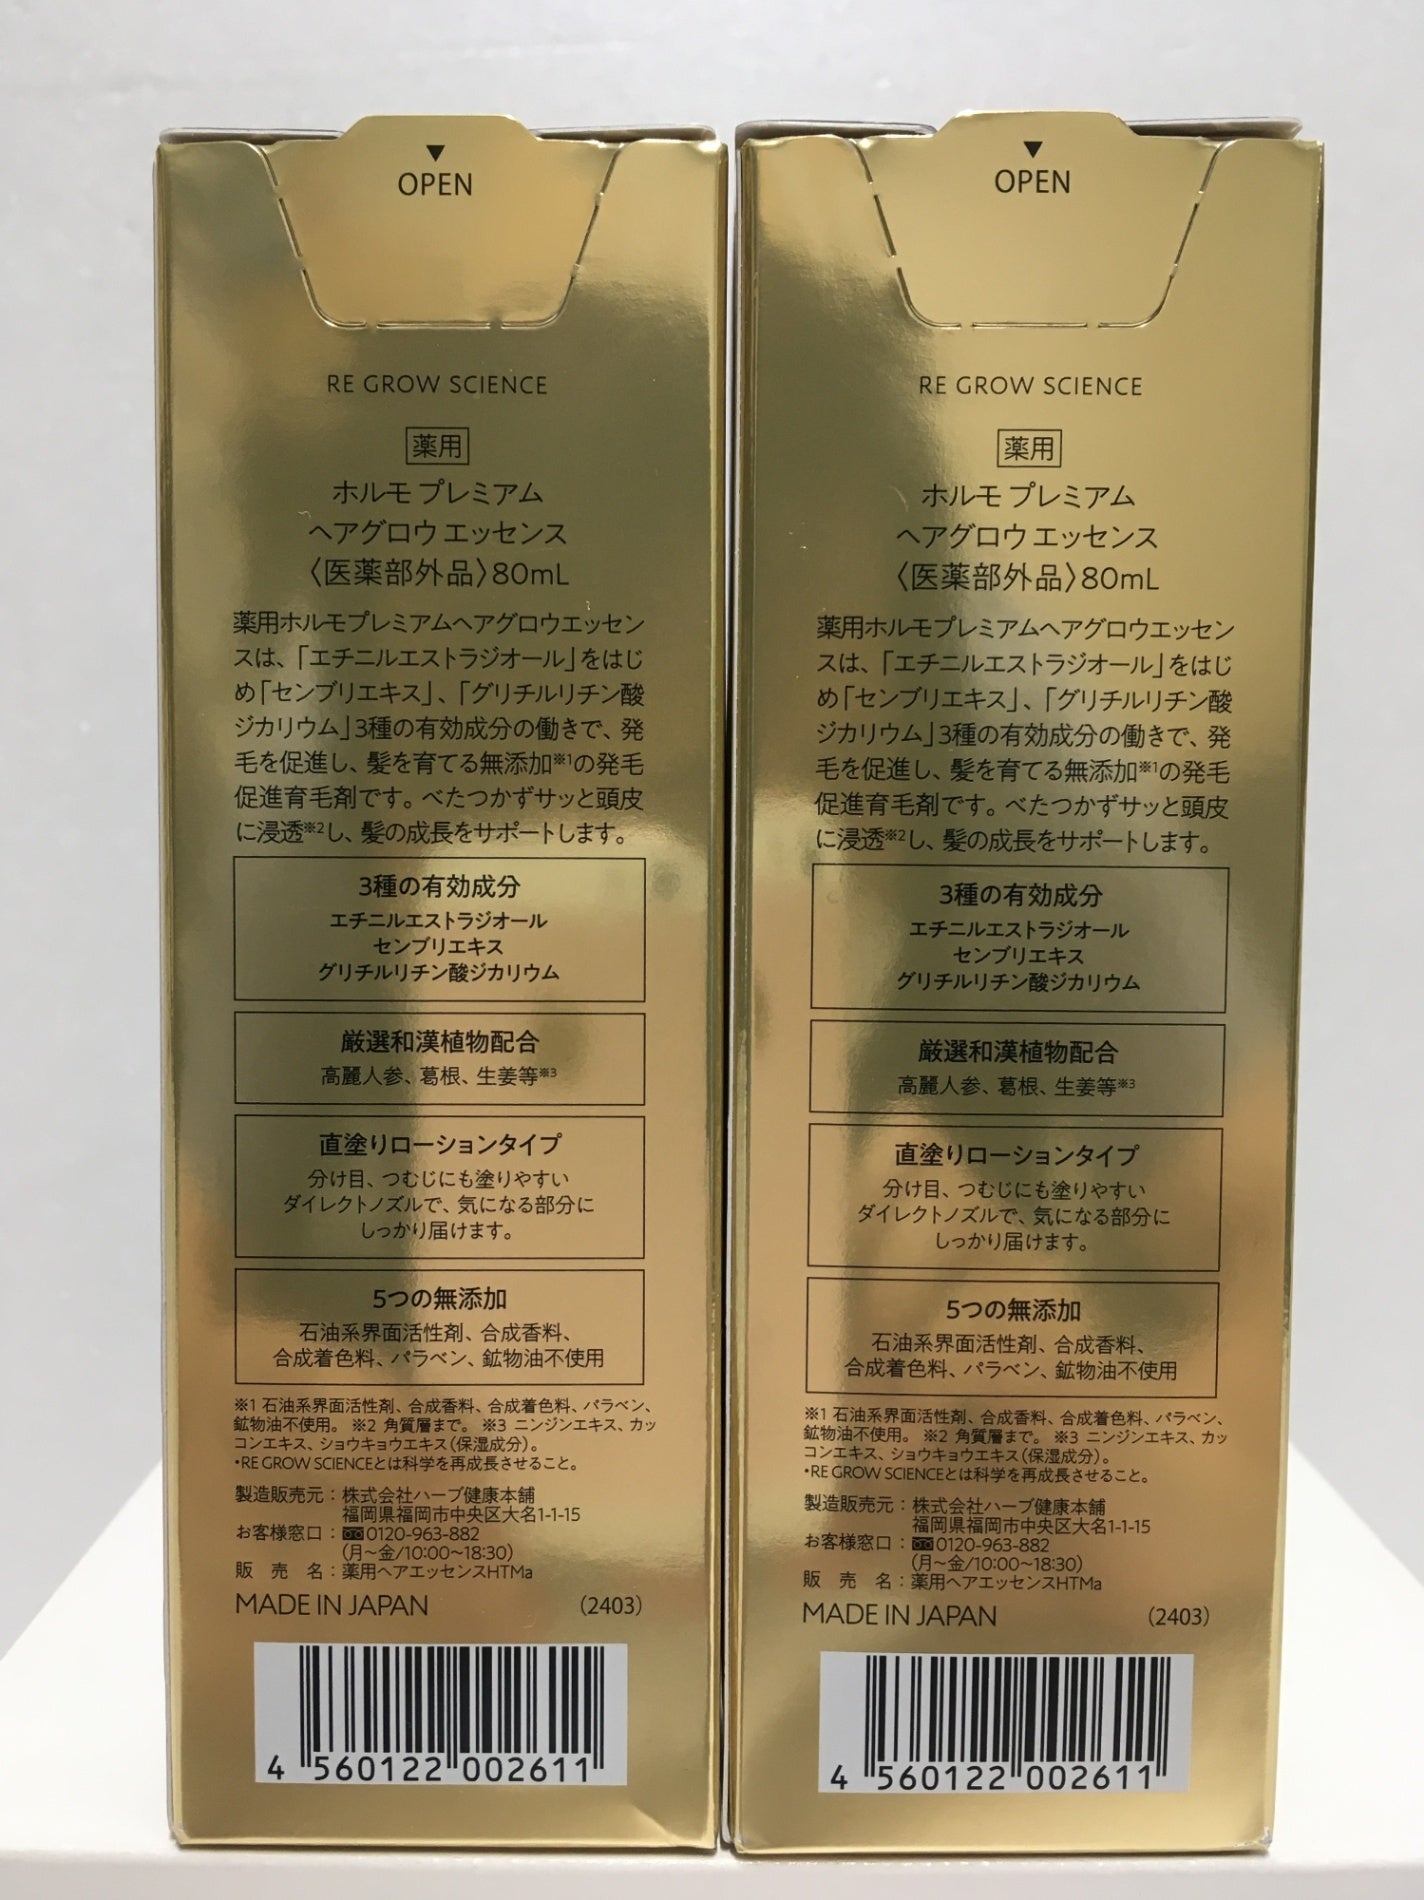 ▼
OPEN
RE GROW SCIENCE
薬用
ホルモ プレミアム
ヘアグロウ エッセンス
〈医薬部外品〉80mL
薬用ホルモプレミアムヘアグロウエッセン
スは、「エチニルエストラジオール」をはじ
め「センブリエキス」、「グリチルリチン酸
ジカリウム」3種の有効成分の働きで、発
毛を促進し、髪を育てる無添加※1の発毛
促進育毛剤です。べたつかずサッと頭皮
に浸透※2し、髪の成長をサポートします。
3種の有効成分
エチニルエストラジオール
センブリエキス
グリチルリチン酸ジカリウム
厳選和漢植物配合
高麗人参、葛根、生姜等※3
直塗りローションタイプ
分け目、つむじにも塗りやすい
ダイレクトノズルで、気になる部分に
しっかり届けます。
5つの無添加
石油系界面活性剤、合成香料、
合成着色料、パラベン、鉱物油不使用
※1 石油系界面活性剤、合成香料、合成着色料、パラベン、
鉱物油不使用。 ※2 角質層まで。 ※3 ニンジンエキス、カッ
コンエキス、ショウキョウエキス（保湿成分）。
・RE GROW SCIENCEとは科学を再成長させること。
製造販売元：株式会社ハーブ健康本舗
福岡県福岡市中央区大名1-1-15
お客様窓口：0120-963-882
（月〜金/10:00〜18:30）
販 売 名：薬用ヘアエッセンスHTMa
MADE IN JAPAN （2403）
4 560122 002611
▼
OPEN
RE GROW SCIENCE
薬用
ホルモ プレミアム
ヘアグロウ エッセンス
〈医薬部外品〉80mL
薬用ホルモプレミアムヘアグロウエッセン
スは、「エチニルエストラジオール」をはじ
め「センブリエキス」、「グリチルリチン酸
ジカリウム」3種の有効成分の働きで、発
毛を促進し、髪を育てる無添加※1の発毛
促進育毛剤です。べたつかずサッと頭皮
に浸透※2し、髪の成長をサポートします。
3種の有効成分
エチニルエストラジオール
センブリエキス
グリチルリチン酸ジカリウム
厳選和漢植物配合
高麗人参、葛根、生姜等※3
直塗りローションタイプ
分け目、つむじにも塗りやすい
ダイレクトノズルで、気になる部分に
しっかり届けます。
5つの無添加
石油系界面活性剤、合成香料、
合成着色料、パラベン、鉱物油不使用
※1 石油系界面活性剤、合成香料、合成着色料、パラベン、
鉱物油不使用。 ※2 角質層まで。 ※3 ニンジンエキス、カッ
コンエキス、ショウキョウエキス（保湿成分）。
・RE GROW SCIENCEとは科学を再成長させること。
製造販売元：株式会社ハーブ健康本舗
福岡県福岡市中央区大名1-1-15
お客様窓口：0120-963-882
（月〜金/10:00〜18:30）
販 売 名：薬用ヘアエッセンスHTMa
MADE IN JAPAN （2403）
4 560122 002611